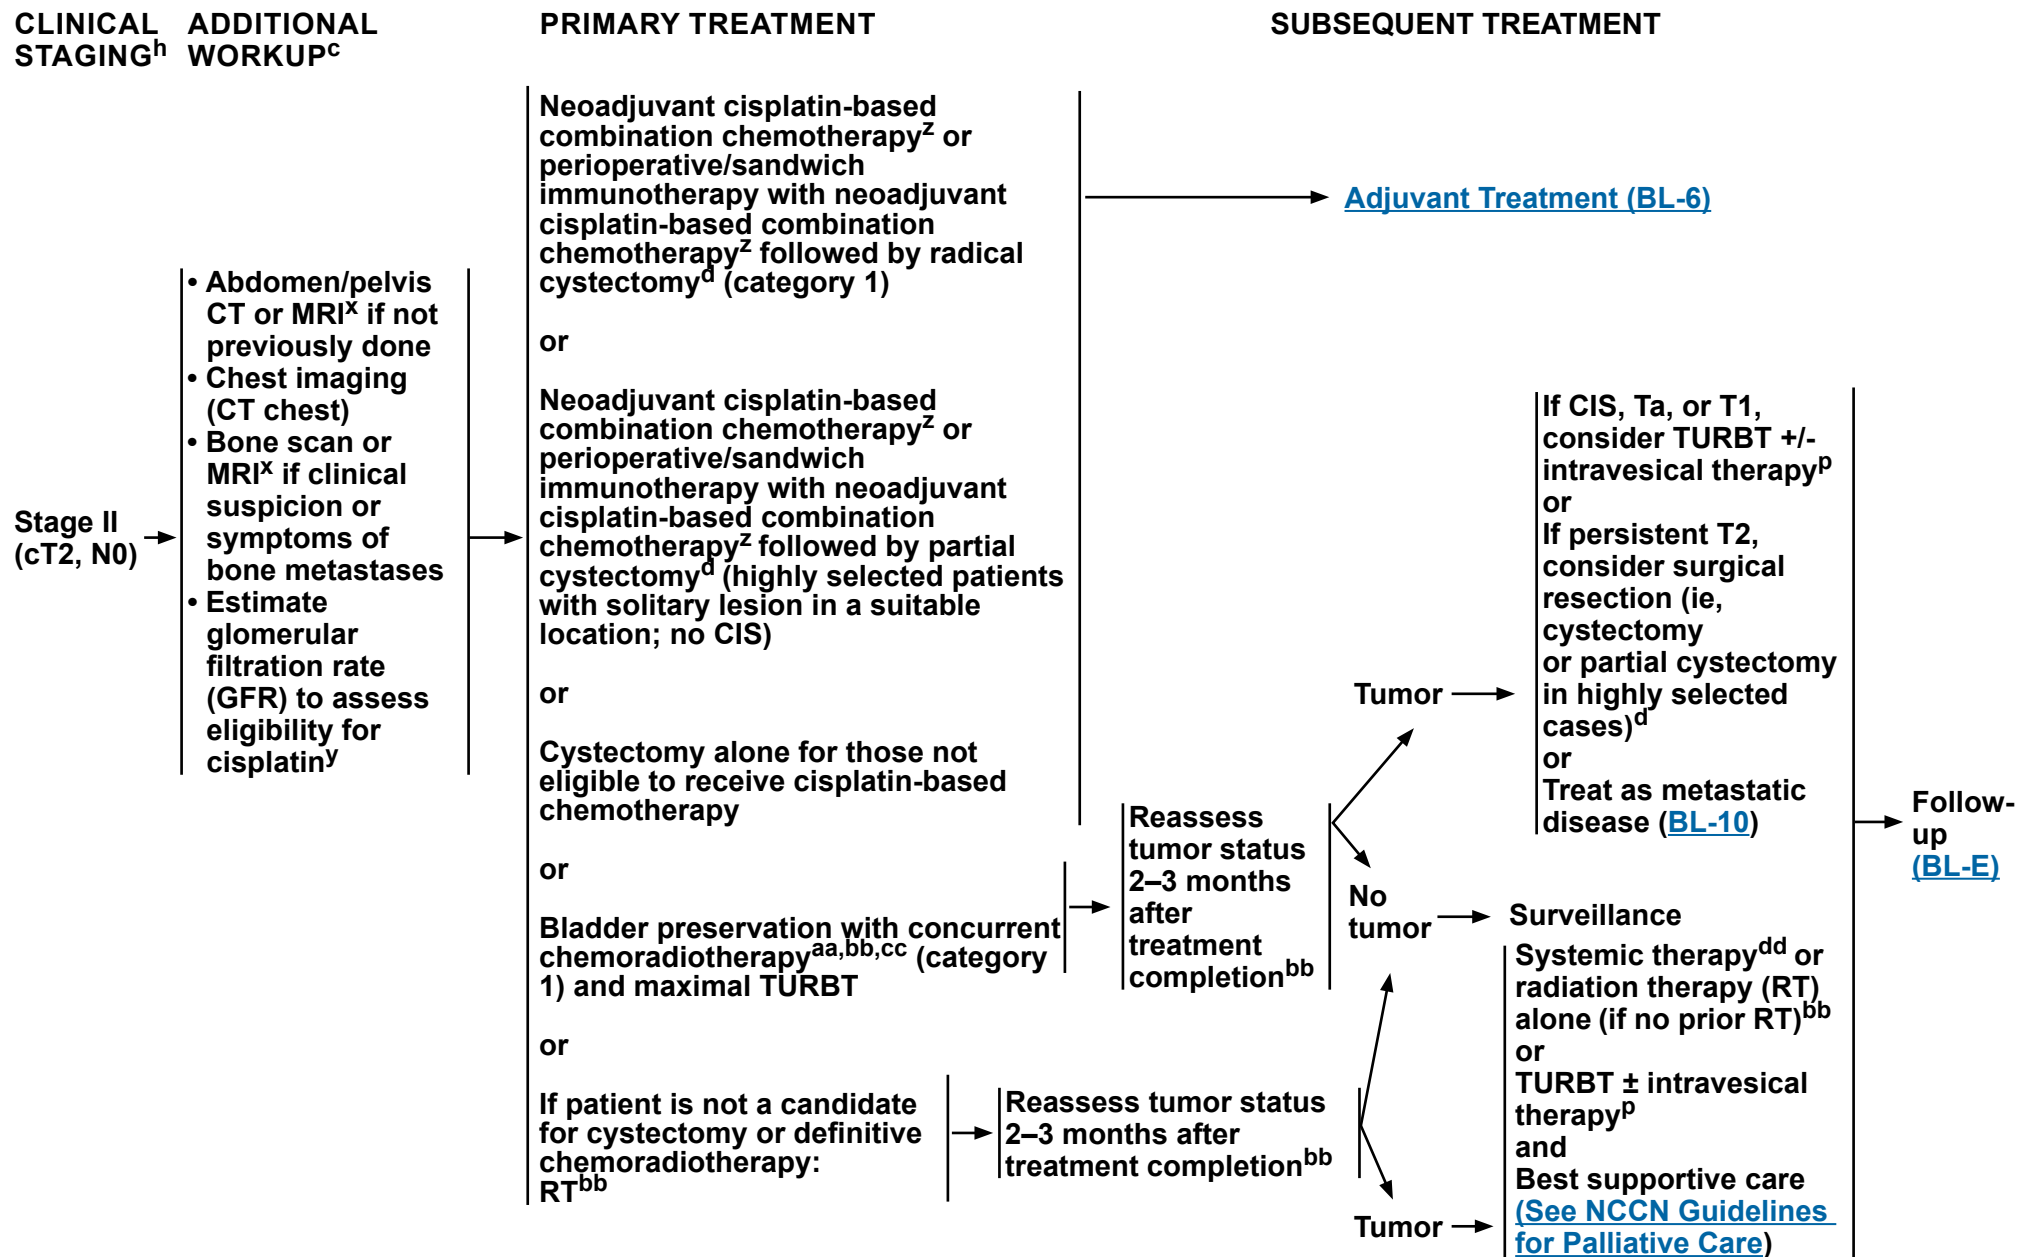 CLINICAL STAGINGʰ
ADDITIONAL WORKUPᶜ
PRIMARY TREATMENT
SUBSEQUENT TREATMENT
Stage II
(cT2, N0)
• Abdomen/pelvis
CT or MRIˣ if not
previously done
• Chest imaging
(CT chest)
• Bone scan or
MRIˣ if clinical
suspicion or
symptoms of
bone metastases
• Estimate
glomerular
filtration rate
(GFR) to assess
eligibility for
cisplatinʸ
Neoadjuvant cisplatin-based
combination chemotherapyᶻ or
perioperative/sandwich
immunotherapy with neoadjuvant
cisplatin-based combination
chemotherapyᶻ followed by radical
cystectomyᵈ (category 1)
or
Neoadjuvant cisplatin-based
combination chemotherapyᶻ or
perioperative/sandwich
immunotherapy with neoadjuvant
cisplatin-based combination
chemotherapyᶻ followed by partial
cystectomyᵈ (highly selected patients
with solitary lesion in a suitable
location; no CIS)
or
Cystectomy alone for those not
eligible to receive cisplatin-based
chemotherapy
or
Bladder preservation with concurrent
chemoradiotherapyᵃᵃ,ᵇᵇ,ᶜᶜ (category
1) and maximal TURBT
or
If patient is not a candidate
for cystectomy or definitive
chemoradiotherapy:
RTᵇᵇ
Adjuvant Treatment (BL-6)
Reassess
tumor status
2–3 months
after
treatment
completionᵇᵇ
Reassess tumor status
2–3 months after
treatment completionᵇᵇ
Tumor
If CIS, Ta, or T1,
consider TURBT +/-
intravesical therapyᵖ
or
If persistent T2,
consider surgical
resection (ie,
cystectomy
or partial cystectomy
in highly selected
cases)ᵈ
or
Treat as metastatic
disease (BL-10)
No
tumor
Surveillance
Tumor
Systemic therapyᵈᵈ or
radiation therapy (RT)
alone (if no prior RT)ᵇᵇ
or
TURBT ± intravesical
therapyᵖ
and
Best supportive care
(See NCCN Guidelines
for Palliative Care)
Follow-
up
(BL-E)